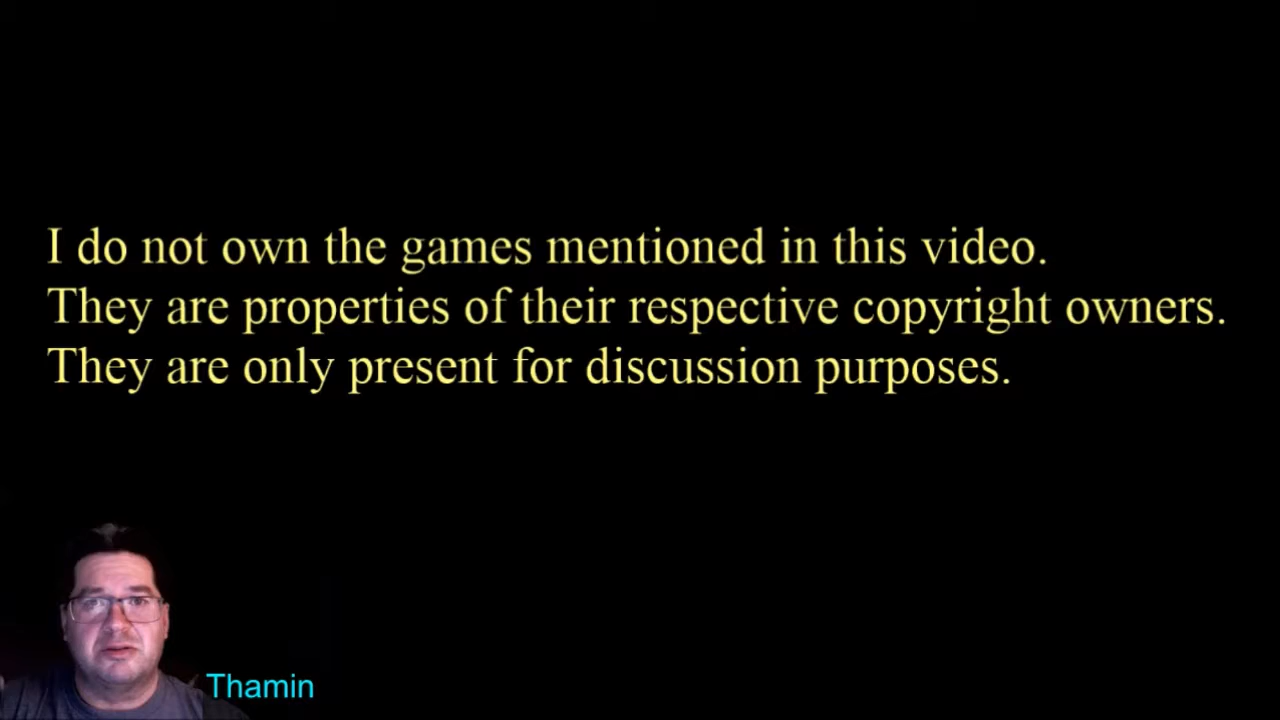 I do not own the games mentioned in this video.
They are properties of their respective copyright owners.
They are only present for discussion purposes.
Thamin